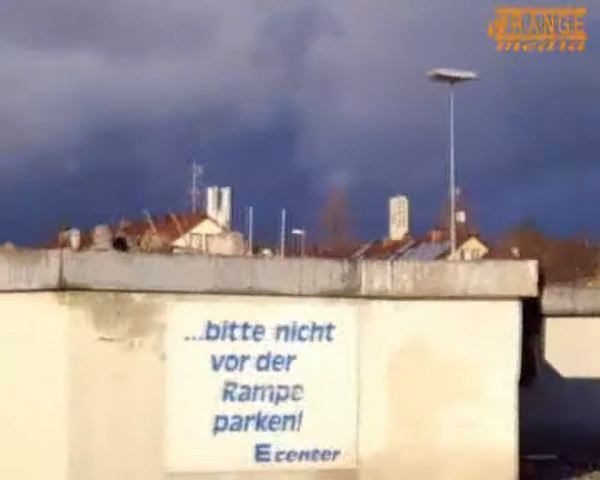 CHANGE
media
...bitte nicht
vor der
Rampe
parken!
E center